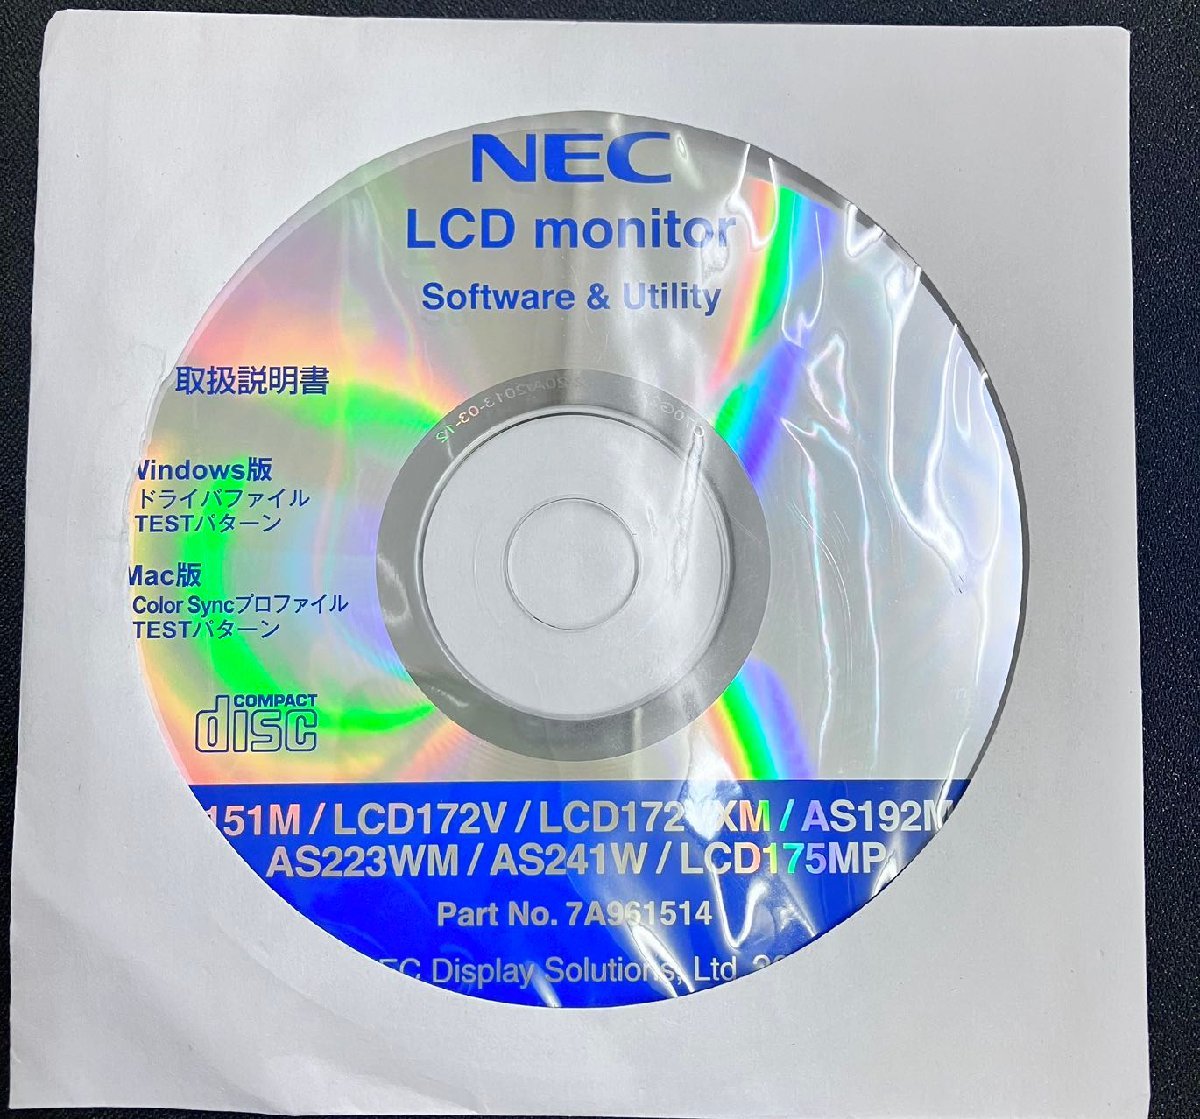 NEC
LCD monitor
Software & Utility
取扱説明書
Windows版
ドライバファイル
TESTパターン
Mac版
Color Syncプロファイル
TESTパターン
COMPACT
disc
151M / LCD172V / / AS192M
AS223WM / AS241W / LCD175MP
Part No. 7A961514
NEC Display Solutions, Ltd.